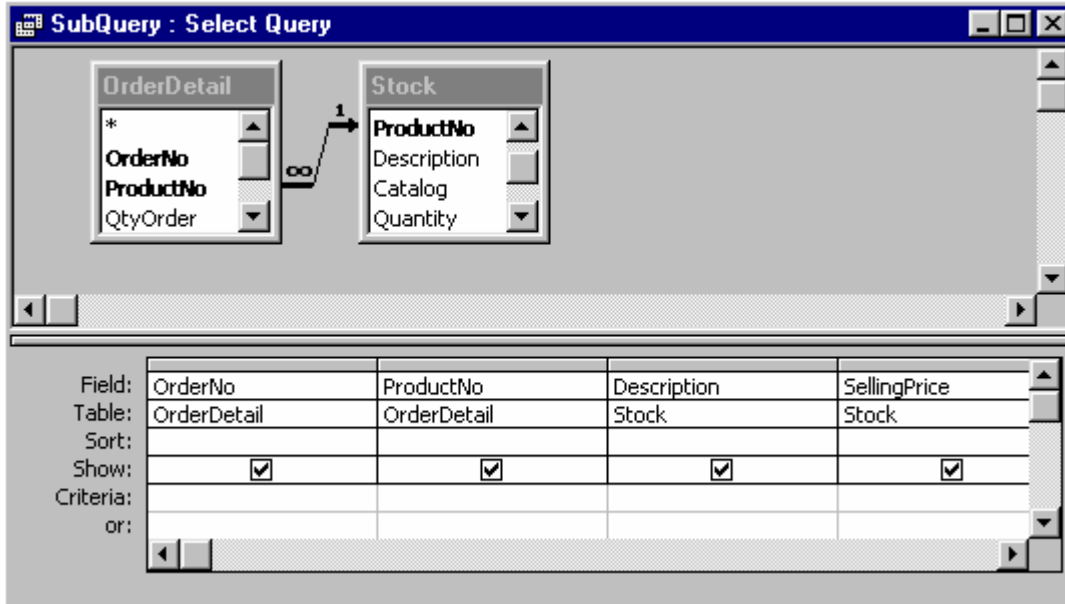 SubQuery : Select Query
OrderDetail
*
OrderNo
ProductNo
QtyOrder
∞
1
Stock
ProductNo
Description
Catalog
Quantity
Field: OrderNo ProductNo Description SellingPrice
Table: OrderDetail OrderDetail Stock Stock
Sort:
Show:
Criteria:
or: